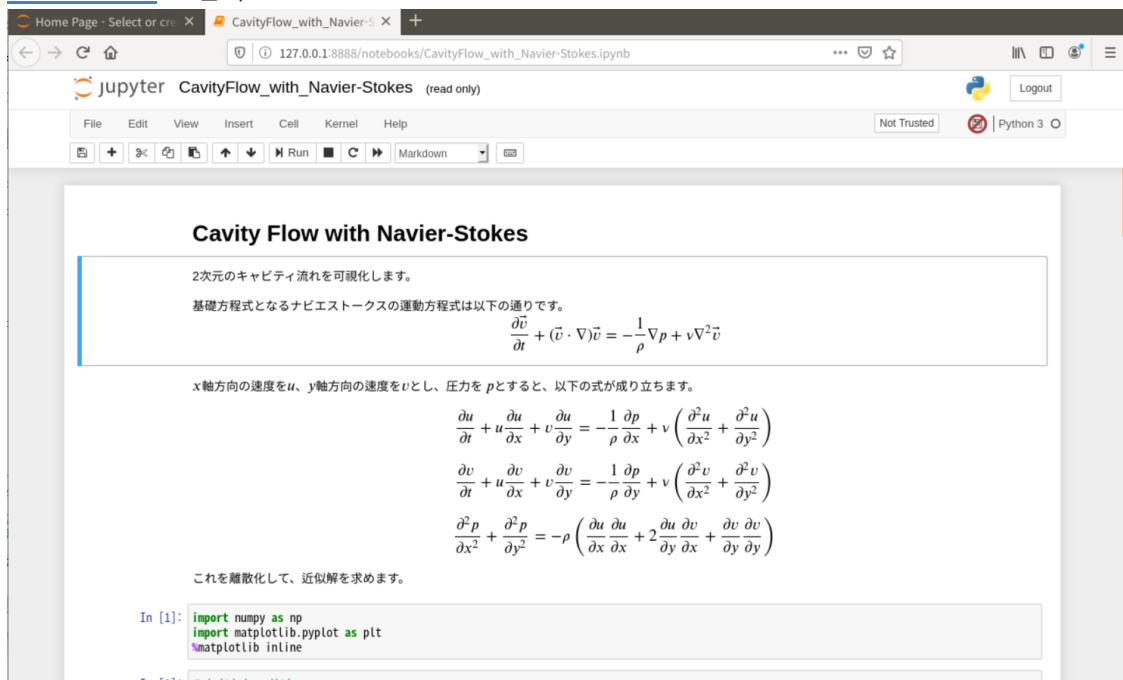 Home Page - Select or cre
CavityFlow_with_Navier-S
127.0.0.1:8888/notebooks/CavityFlow_with_Navier-Stokes.ipynb
jupyter CavityFlow_with_Navier-Stokes (read only)
Logout
File Edit View Insert Cell Kernel Help
Not Trusted
Python 3
Run
Markdown
Cavity Flow with Navier-Stokes
2次元のキャビティ流れを可視化します。
基礎方程式となるナビエストークスの運動方程式は以下の通りです。
∂v⃗/∂t + (v⃗ · ∇)v⃗ = −1/ρ ∇p + ν∇²v⃗
x軸方向の速度をu、y軸方向の速度をvとし、圧力を pとすると、以下の式が成り立ちます。
∂u/∂t + u ∂u/∂x + v ∂u/∂y = −1/ρ ∂p/∂x + ν (∂²u/∂x² + ∂²u/∂y²)
∂v/∂t + u ∂v/∂x + v ∂v/∂y = −1/ρ ∂p/∂y + ν (∂²v/∂x² + ∂²v/∂y²)
∂²p/∂x² + ∂²p/∂y² = −ρ (∂u/∂x ∂u/∂x + 2 ∂u/∂y ∂v/∂x + ∂v/∂y ∂v/∂y)
これを離散化して、近似解を求めます。
In [1]: import numpy as np
import matplotlib.pyplot as plt
%matplotlib inline